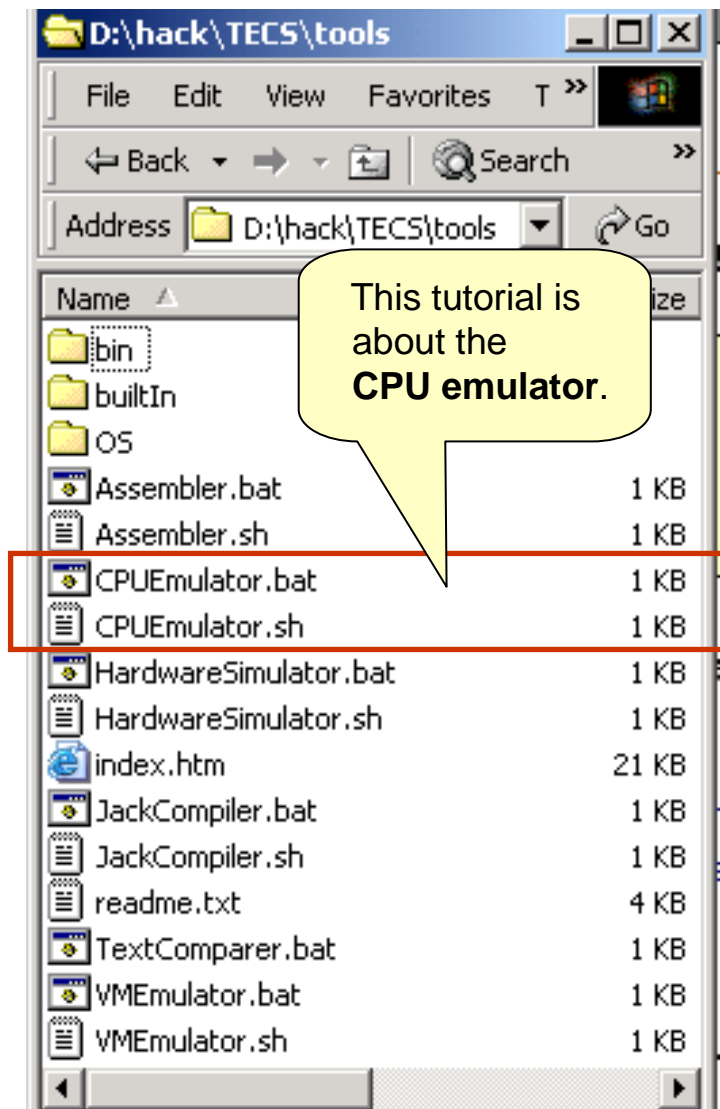 D:\hack\TECS\tools
File Edit View Favorites T »
Back Search »
Address D:\hack\TECS\tools Go
Name ize
This tutorial is
about the
CPU emulator.
bin
builtIn
OS
Assembler.bat 1 KB
Assembler.sh 1 KB
CPUEmulator.bat 1 KB
CPUEmulator.sh 1 KB
HardwareSimulator.bat 1 KB
HardwareSimulator.sh 1 KB
index.htm 21 KB
JackCompiler.bat 1 KB
JackCompiler.sh 1 KB
readme.txt 4 KB
TextComparer.bat 1 KB
VMEmulator.bat 1 KB
VMEmulator.sh 1 KB